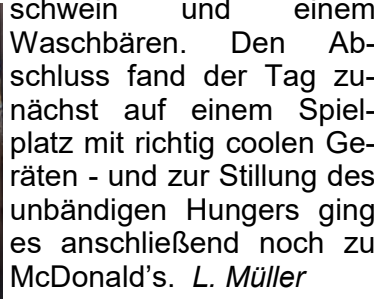 schwein und einem
Waschbären. Den Ab-
schluss fand der Tag zu-
nächst auf einem Spiel-
platz mit richtig coolen Ge-
räten - und zur Stillung des
unbändigen Hungers ging
es anschließend noch zu
McDonald's. L. Müller